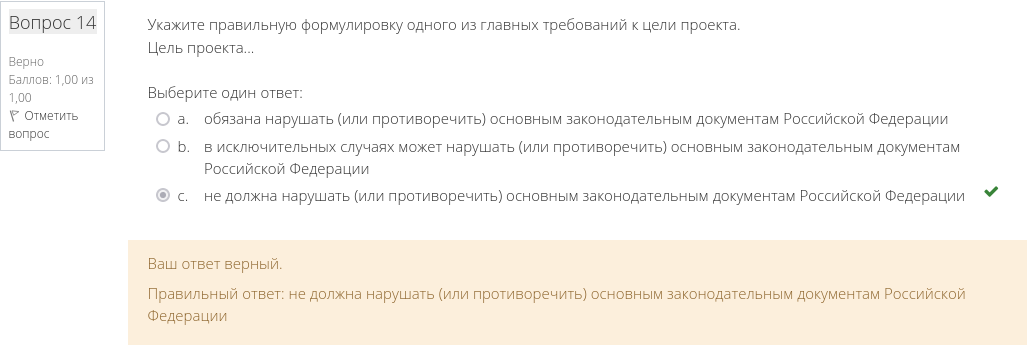 Вопрос 14
Верно
Баллов: 1,00 из
1,00
Отметить
вопрос
Укажите правильную формулировку одного из главных требований к цели проекта.
Цель проекта...
Выберите один ответ:
a. обязана нарушать (или противоречить) основным законодательным документам Российской Федерации
b. в исключительных случаях может нарушать (или противоречить) основным законодательным документам
Российской Федерации
c. не должна нарушать (или противоречить) основным законодательным документам Российской Федерации
Ваш ответ верный.
Правильный ответ: не должна нарушать (или противоречить) основным законодательным документам Российской
Федерации